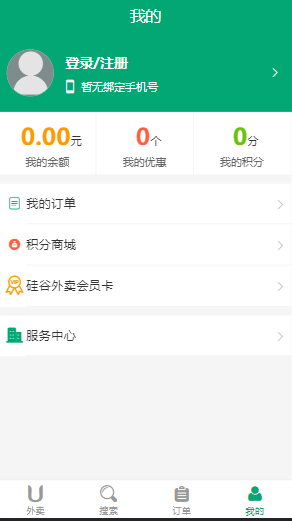 我的
登录/注册
暂无绑定手机号
0.00元 0个 0分
我的余额 我的优惠 我的积分
我的订单
积分商城
VIP
硅谷外卖会员卡
服务中心
外卖 搜索 订单 我的